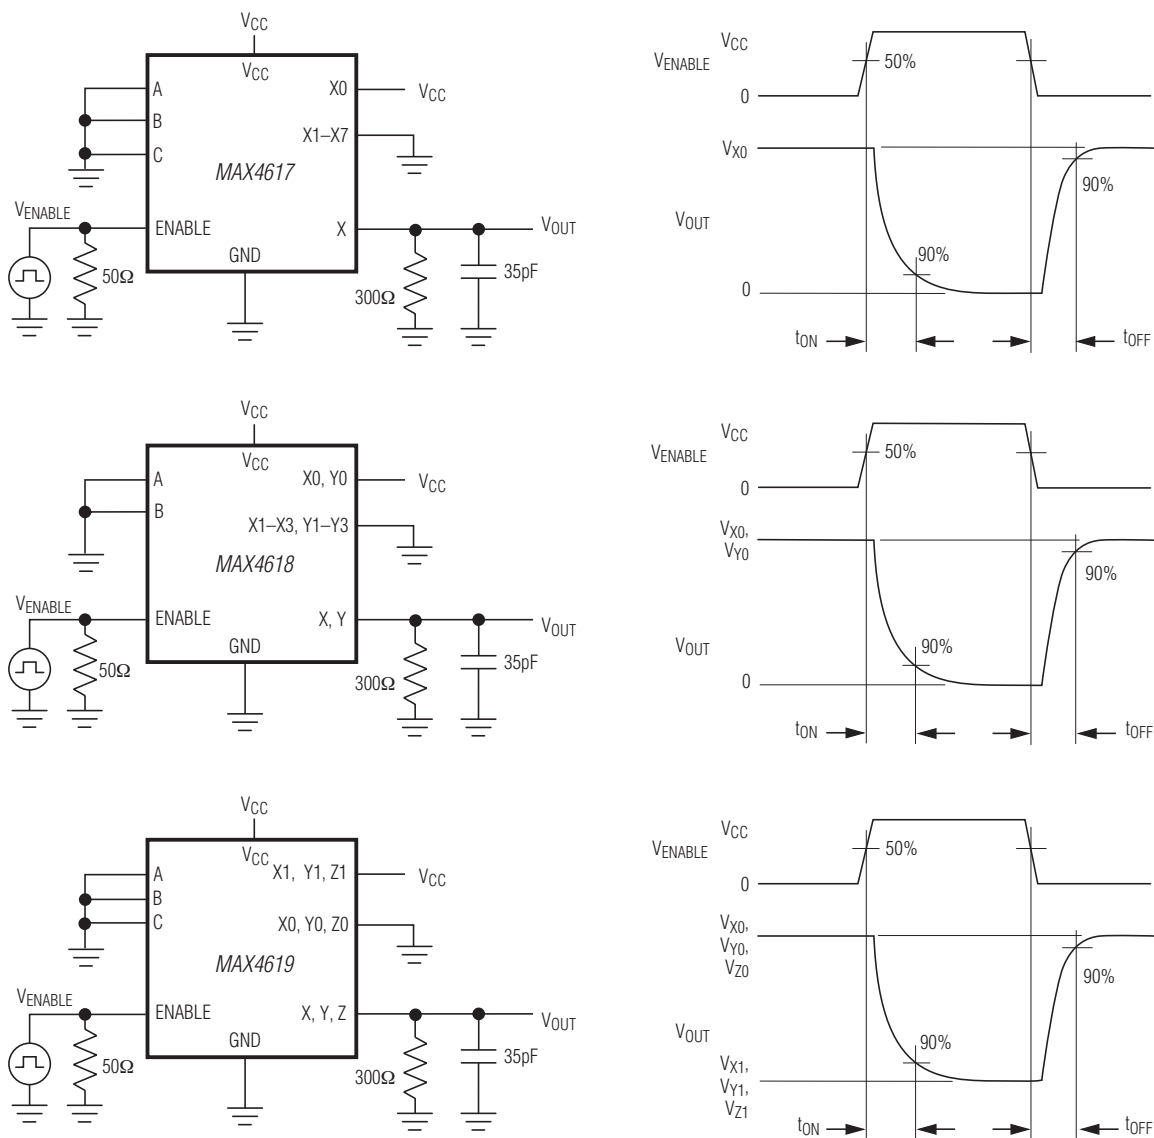 VCC
VCC
A
B
C
X0
VCC
X1–X7
MAX4617
VENABLE
ENABLE
X
VOUT
GND
50Ω
300Ω
35pF
VCC
VENABLE
50%
0
VX0
90%
VOUT
90%
0
tON
tOFF
VCC
VCC
A
B
X0, Y0
VCC
X1–X3, Y1–Y3
MAX4618
VENABLE
ENABLE
X, Y
VOUT
GND
50Ω
300Ω
35pF
VCC
VENABLE
50%
0
VX0,
VY0
90%
VOUT
90%
0
tON
tOFF
VCC
VCC
A
B
C
X1, Y1, Z1
VCC
X0, Y0, Z0
MAX4619
VENABLE
ENABLE
X, Y, Z
VOUT
GND
50Ω
300Ω
35pF
VCC
VENABLE
50%
0
VX0,
VY0,
VZ0
90%
VOUT
90%
VX1,
VY1,
VZ1
tON
tOFF